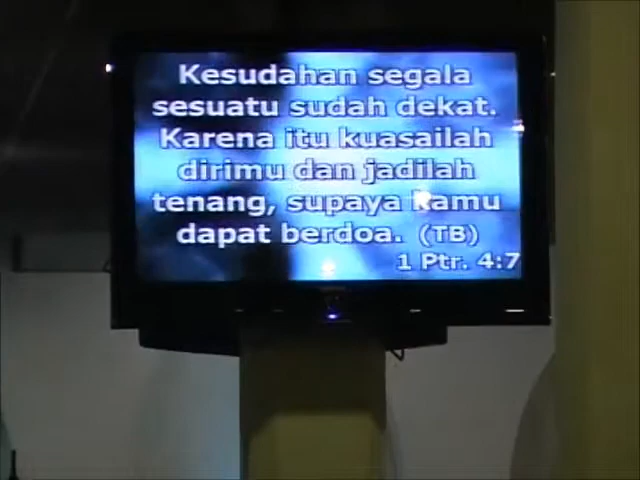 Kesudahan segala
sesuatu sudah dekat.
Karena itu kuasailah
dirimu dan jadilah
tenang, supaya kamu
dapat berdoa. (TB)
1 Ptr. 4:7